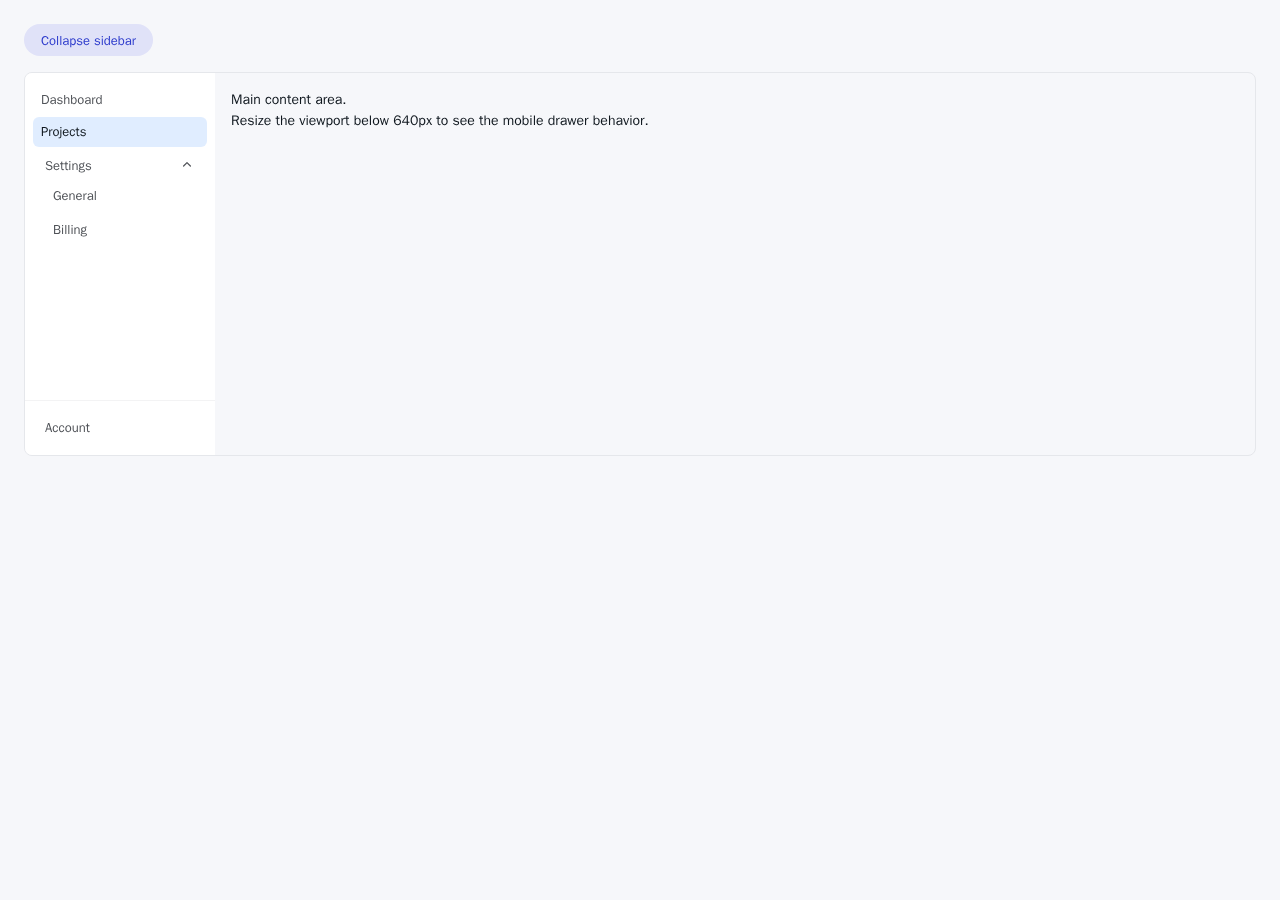 Collapse sidebar
Dashboard
Projects
Settings
General
Billing
Account
Main content area.
Resize the viewport below 640px to see the mobile drawer behavior.